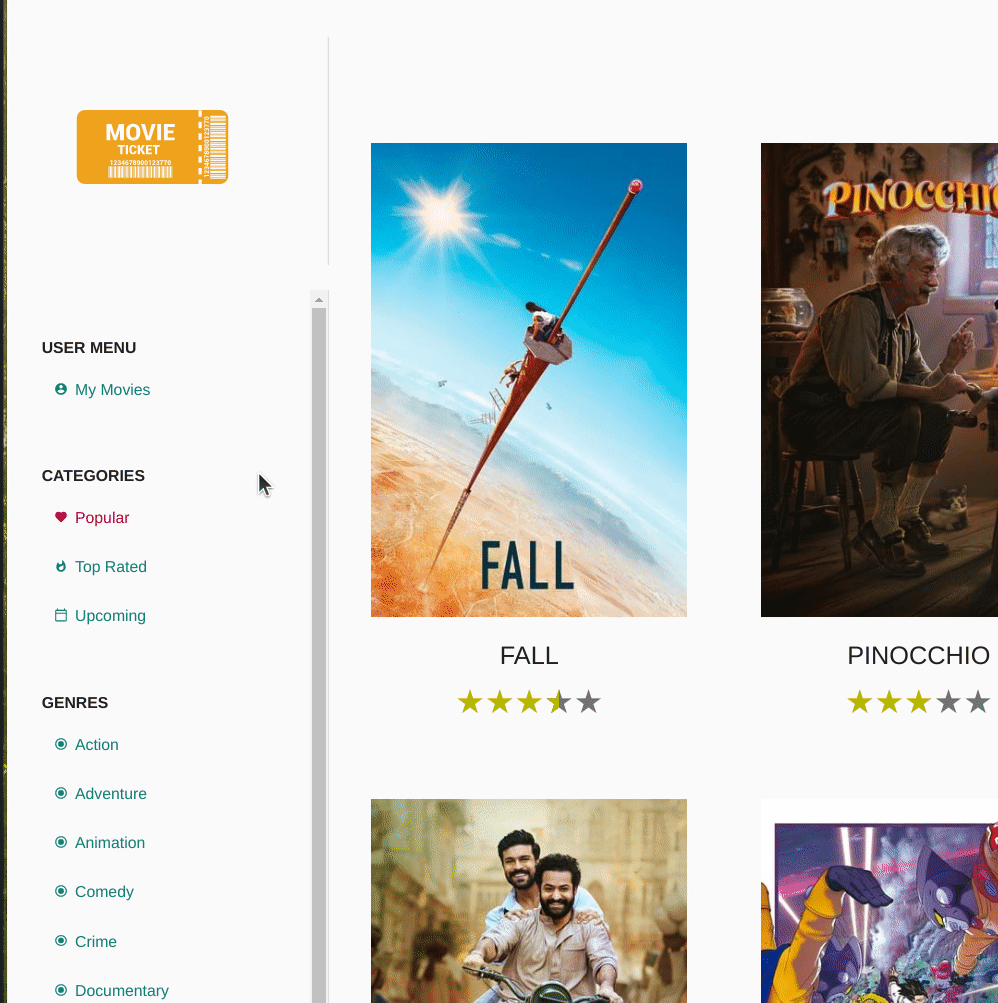 MOVIE
TICKET
1234567890012377O
USER MENU
My Movies
CATEGORIES
Popular
Top Rated
Upcoming
GENRES
Action
Adventure
Animation
Comedy
Crime
Documentary
FALL
FALL
PINOCCHIO
PINOCCHIO